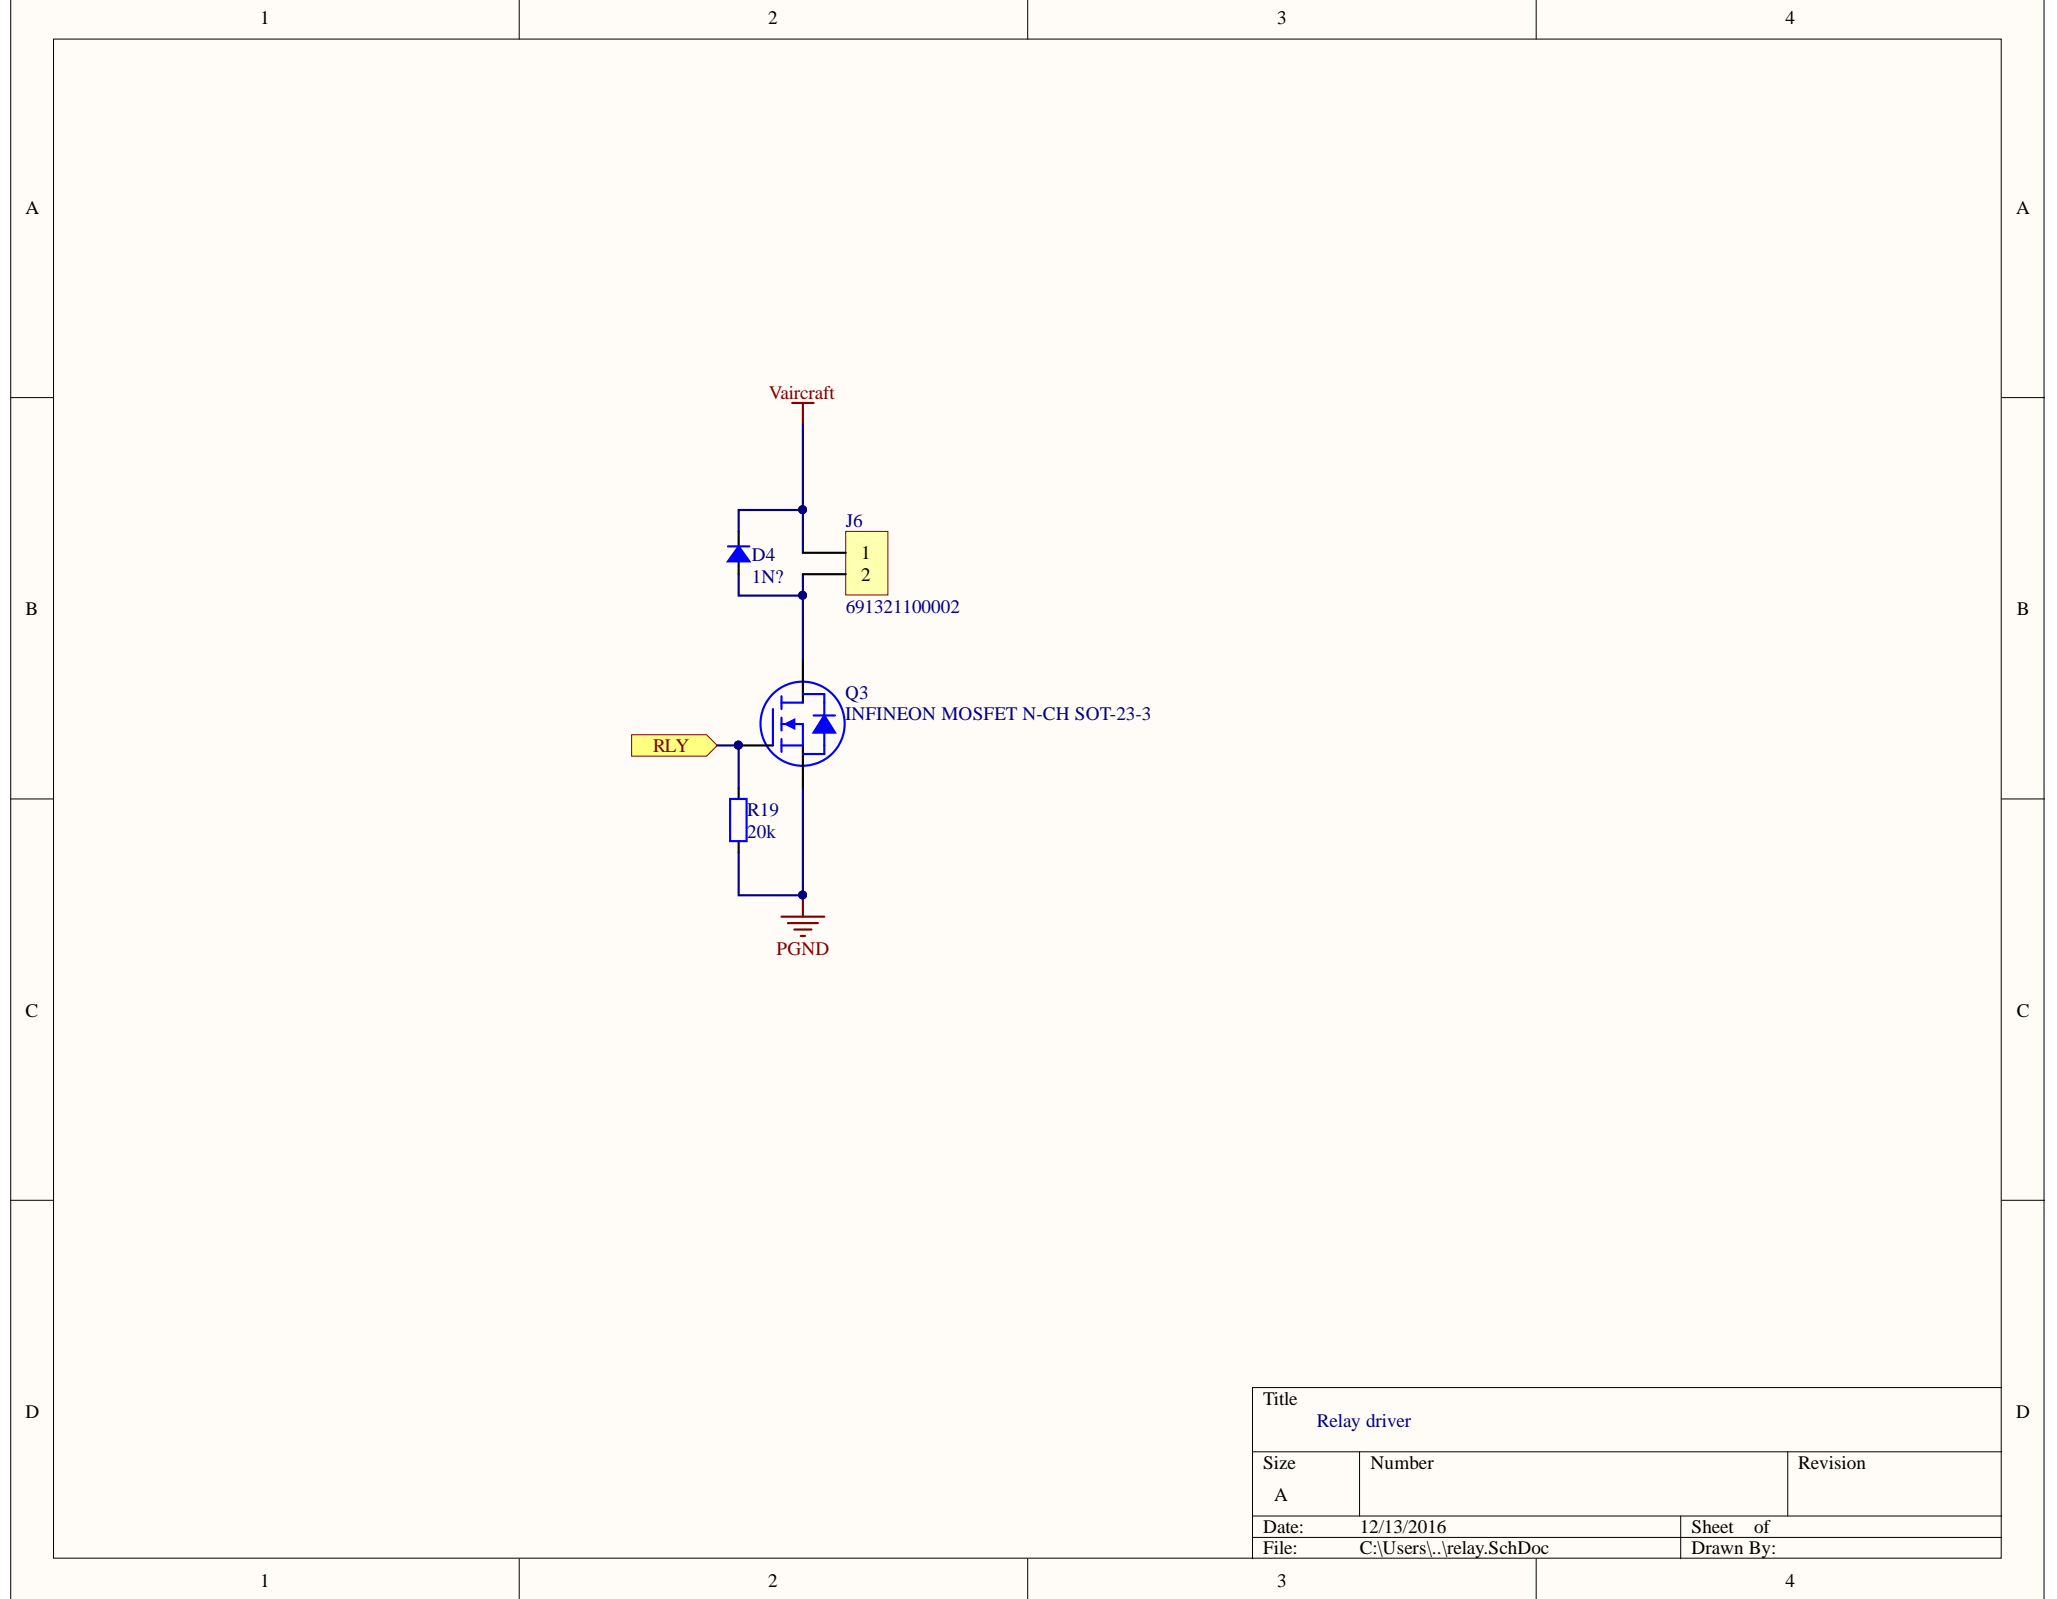 1 2 3 4
A A
Vaircraft
J6
1
D4
1N?
2
B B
691321100002
Q3
INFINEON MOSFET N-CH SOT-23-3
RLY
R19
20k
PGND
C C
Title
Relay driver
D D
Size Number Revision
A
Date: 12/13/2016 Sheet of
File: C:\Users\..\relay.SchDoc Drawn By:
1 2 3 4